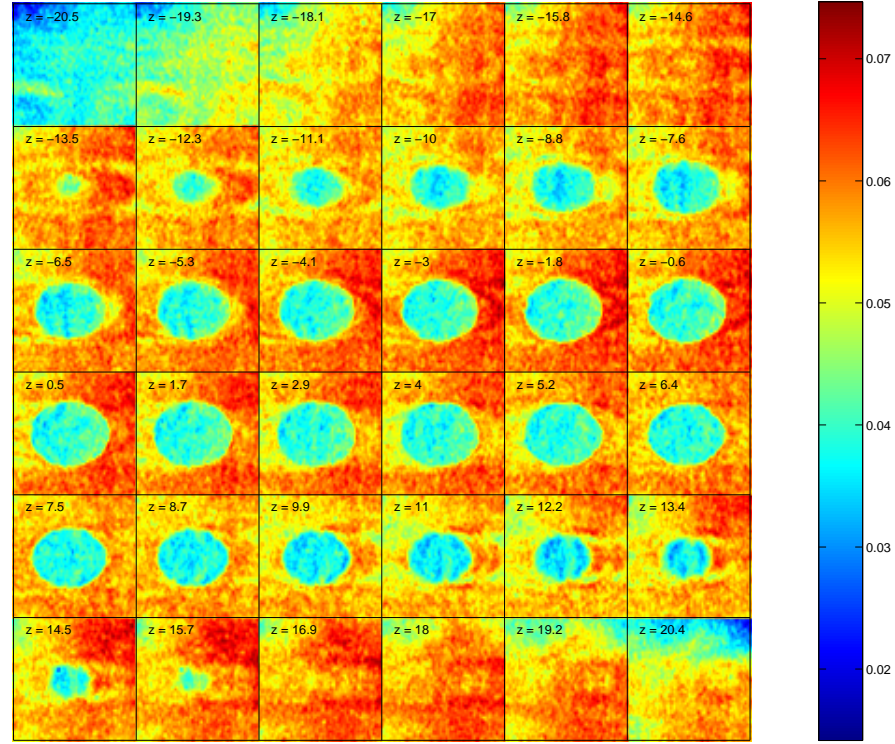 z = −20.5 z = −19.3 z = −18.1 z = −17 z = −15.8 z = −14.6
z = −13.5 z = −12.3 z = −11.1 z = −10 z = −8.8 z = −7.6
z = −6.5 z = −5.3 z = −4.1 z = −3 z = −1.8 z = −0.6
z = 0.5 z = 1.7 z = 2.9 z = 4 z = 5.2 z = 6.4
z = 7.5 z = 8.7 z = 9.9 z = 11 z = 12.2 z = 13.4
z = 14.5 z = 15.7 z = 16.9 z = 18 z = 19.2 z = 20.4
0.07
0.06
0.05
0.04
0.03
0.02